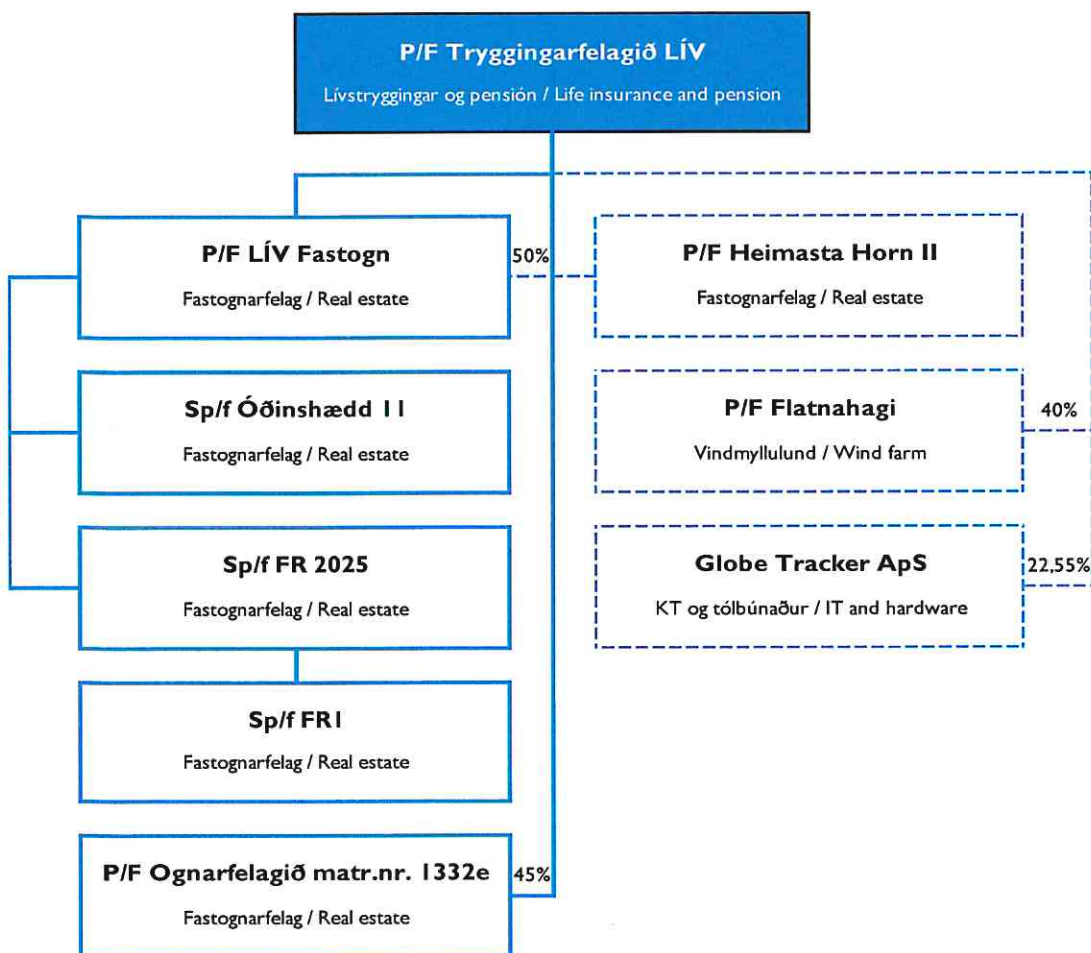 P/F Tryggingarfelagið LÍV
Lívstryggingar og pensión / Life insurance and pension
P/F LÍV Fastogn
Fastognarfelag / Real estate
50%
P/F Heimasta Horn II
Fastognarfelag / Real estate
Sp/f Óðinshædd 11
Fastognarfelag / Real estate
P/F Flatnahagi
Vindmyllulund / Wind farm
40%
Sp/f FR 2025
Fastognarfelag / Real estate
Globe Tracker ApS
KT og tólbúnaður / IT and hardware
22,55%
Sp/f FR1
Fastognarfelag / Real estate
P/F Ognarfelagið matr.nr. 1332e
Fastognarfelag / Real estate
45%